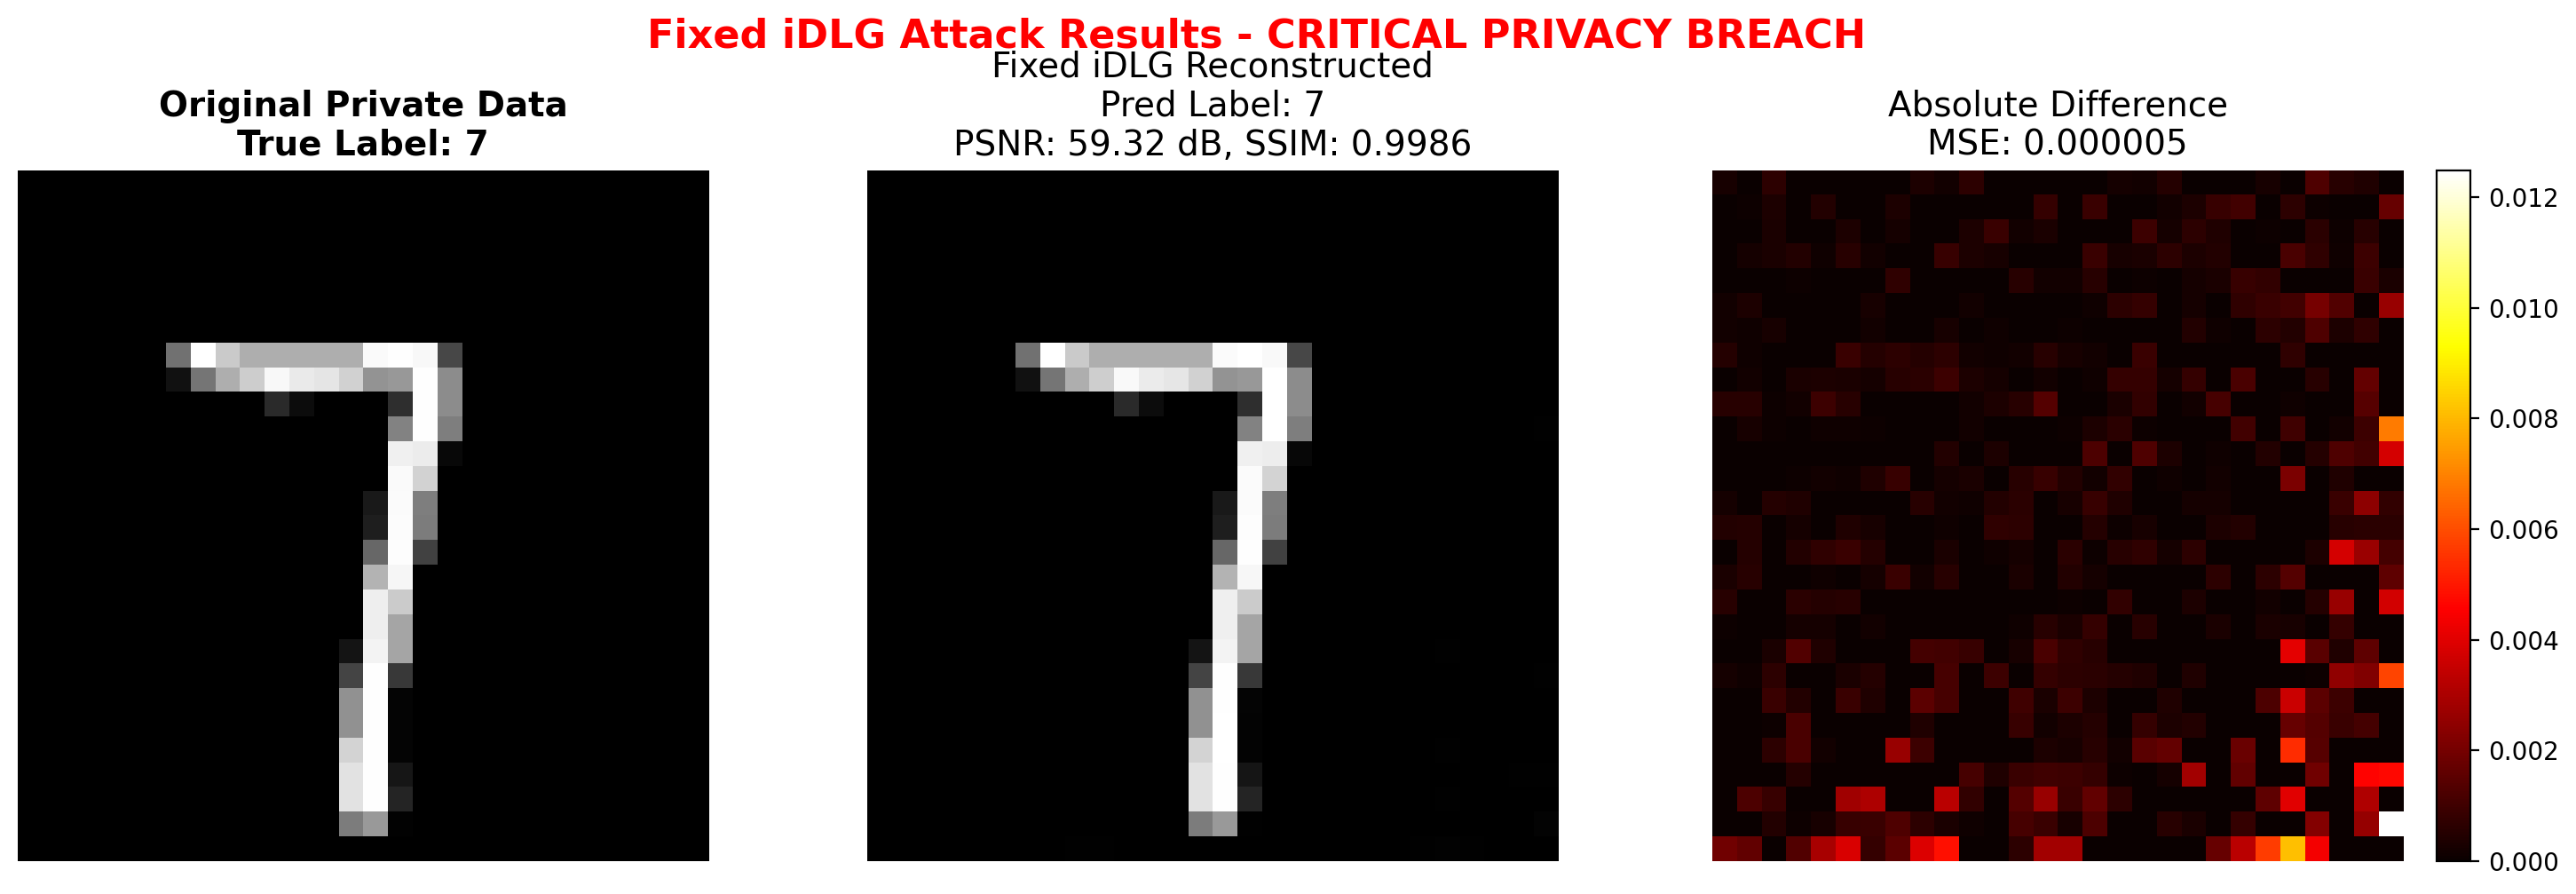 Fixed iDLG Attack Results - CRITICAL PRIVACY BREACH
Original Private Data
True Label: 7
Fixed iDLG Reconstructed
Pred Label: 7
PSNR: 59.32 dB, SSIM: 0.9986
Absolute Difference
MSE: 0.000005
7
7
0.012
0.010
0.008
0.006
0.004
0.002
0.000